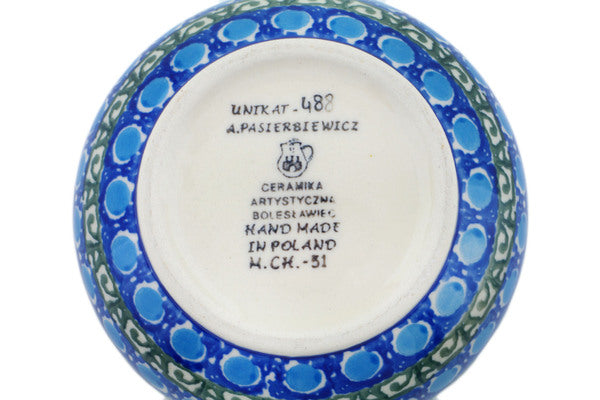 UNIKAT - 488
A.PASIERBIEWICZ
CERAMIKA
ARTYSTYCZNA
BOLESŁAWIEC
HAND MADE
IN POLAND
M.CH.-31